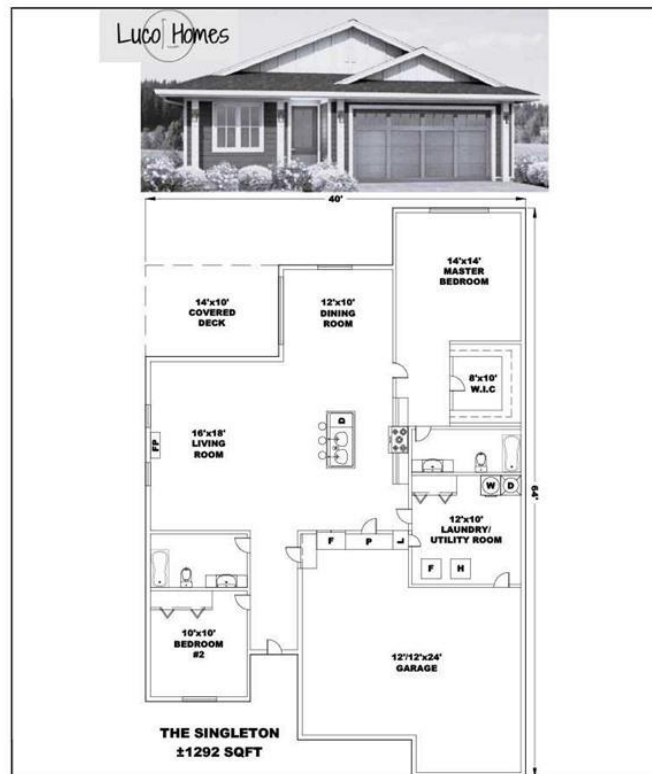 Luco Homes
40'
14'x14'
MASTER
BEDROOM
14'x10'
COVERED
DECK
12'x10'
DINING
ROOM
8'x10'
W.I.C
D
16'x18'
LIVING
ROOM
FP
64'
W
D
12'x10'
LAUNDRY/
UTILITY ROOM
F
P
L
F
H
10'x10'
BEDROOM
#2
12'/12'x24'
GARAGE
THE SINGLETON
±1292 SQFT